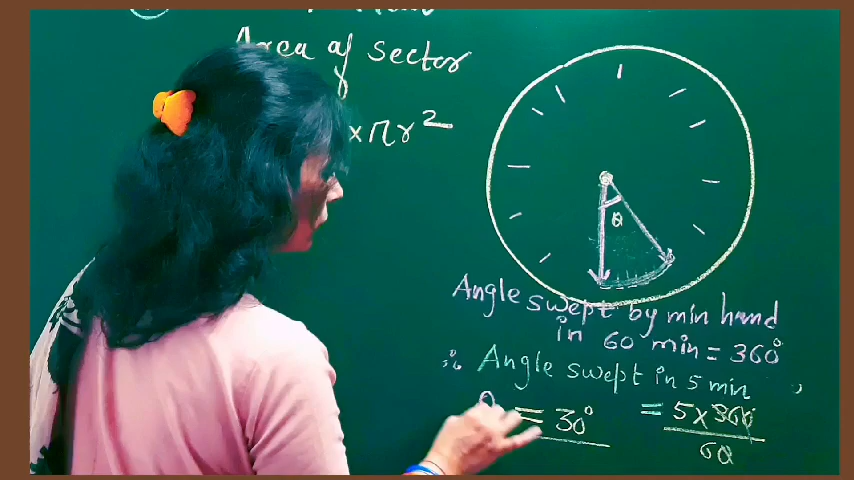 Area of sector
×πr²
θ
Angle swept by min hand
in 60 min = 360°
∴ Angle swept in 5 min
θ = 30° = 5×360
60